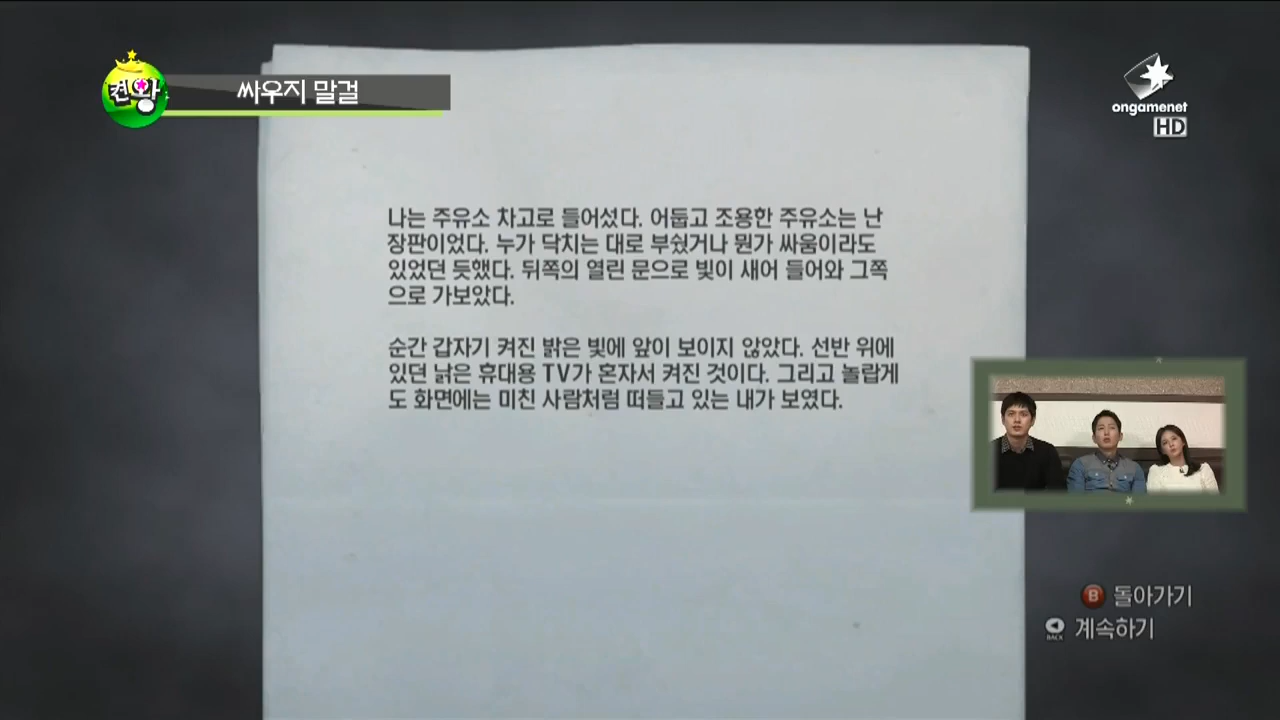 켠왕
싸우지 말걸
ongamenet
HD
나는 주유소 차고로 들어섰다. 어둡고 조용한 주유소는 난
장판이었다. 누가 닥치는 대로 부쉈거나 뭔가 싸움이라도
있었던 듯했다. 뒤쪽의 열린 문으로 빛이 새어 들어와 그쪽
으로 가보았다.
순간 갑자기 켜진 밝은 빛에 앞이 보이지 않았다. 선반 위에
있던 낡은 휴대용 TV가 혼자서 켜진 것이다. 그리고 놀랍게
도 화면에는 미친 사람처럼 떠들고 있는 내가 보였다.
B 돌아가기
BACK 계속하기